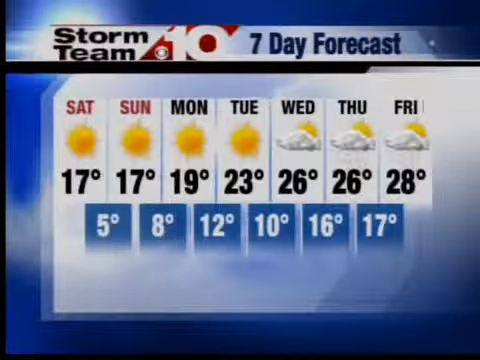 Storm Team 10 7 Day Forecast
SAT SUN MON TUE WED THU FRI
17° 17° 19° 23° 26° 26° 28°
5° 8° 12° 10° 16° 17°